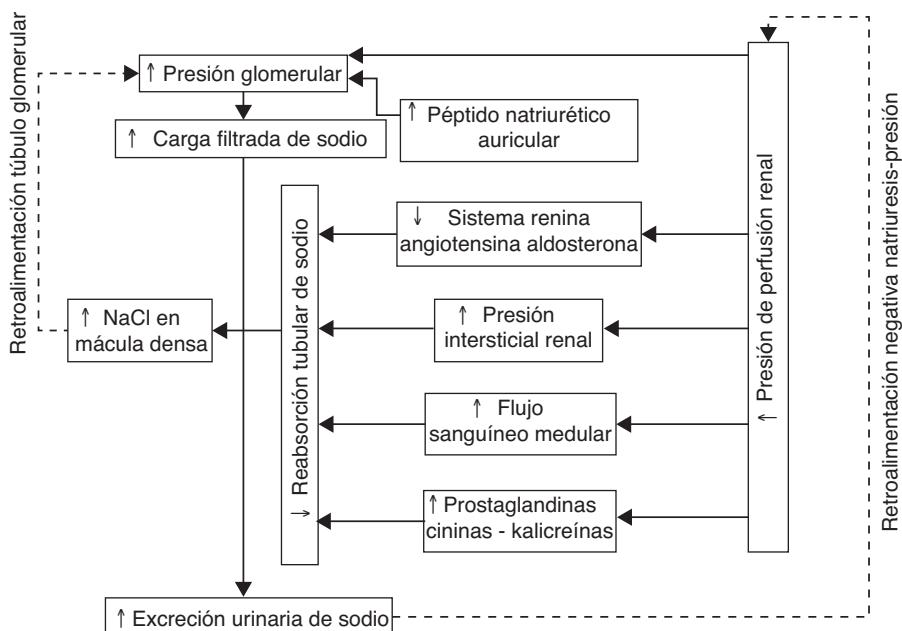 Retroalimentación túbulo glomerular
↑ Presión glomerular
↑ Carga filtrada de sodio
↑ Péptido natriurético
auricular
↓ Sistema renina
angiotensina aldosterona
↑ NaCl en
mácula densa
↓ Reabsorción tubular de sodio
↑ Presión
intersticial renal
↑ Flujo
sanguíneo medular
↑ Prostaglandinas
cininas - kalicreínas
↑ Presión de perfusión renal
Retroalimentación negativa natriuresis-presión
↑ Excreción urinaria de sodio